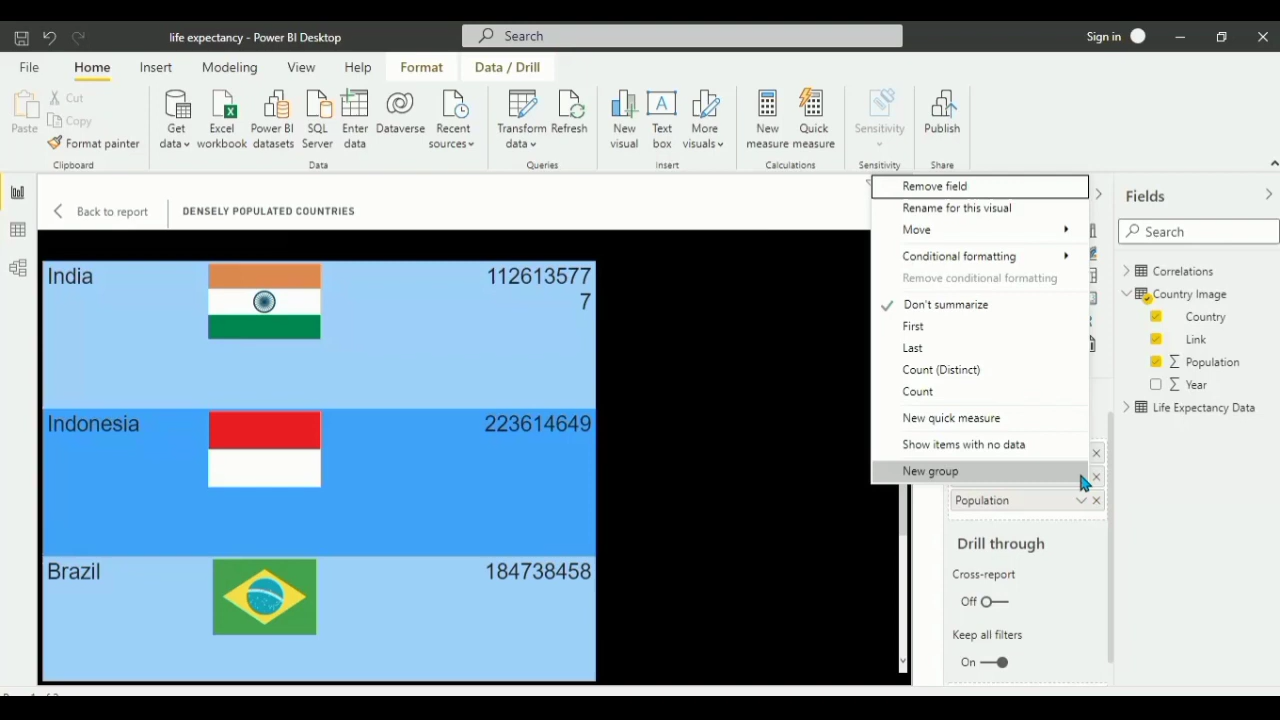 life expectancy - Power BI Desktop
Search
Sign in
File
Home
Insert
Modeling
View
Help
Format
Data / Drill
Paste
Cut
Copy
Format painter
Clipboard
Get data
Excel workbook
Power BI datasets
SQL Server
Enter data
Dataverse
Recent sources
Data
Transform data
Refresh
Queries
New visual
Text box
More visuals
Insert
New measure
Quick measure
Calculations
Sensitivity
Sensitivity
Publish
Share
Back to report
DENSELY POPULATED COUNTRIES
India
112613577
7
Indonesia
223614649
Brazil
184738458
Remove field
Rename for this visual
Move
Conditional formatting
Remove conditional formatting
Don't summarize
First
Last
Count (Distinct)
Count
New quick measure
Show items with no data
New group
Population
Drill through
Cross-report
Off
Keep all filters
On
Fields
Search
Correlations
Country Image
Country
Link
Population
Year
Life Expectancy Data